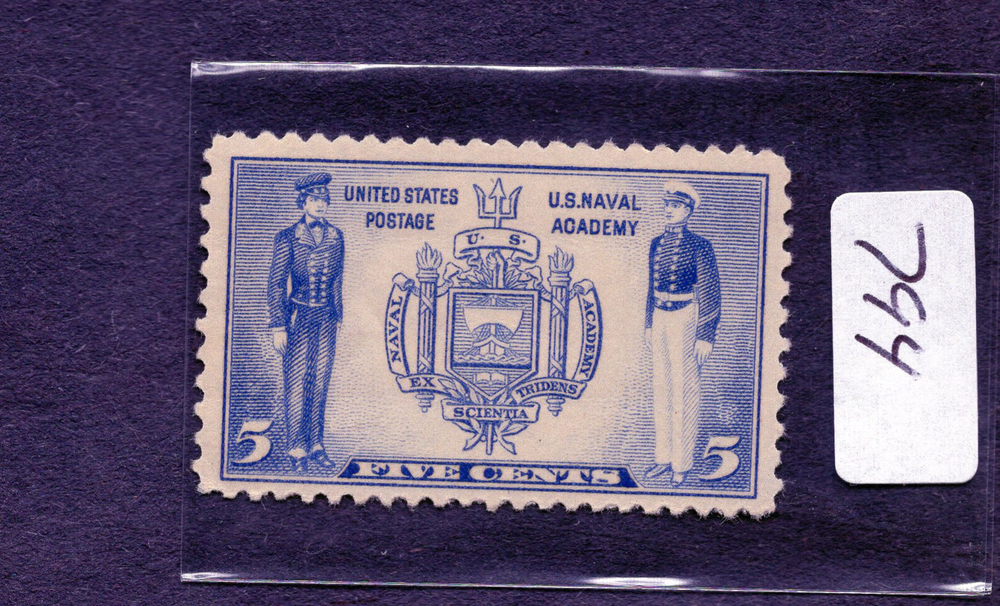 UNITED STATES
POSTAGE
U.S.NAVAL
ACADEMY
U·S·
NAVAL
ACADEMY
EX
TRIDENS
SCIENTIA
5
5
FIVE CENTS
794